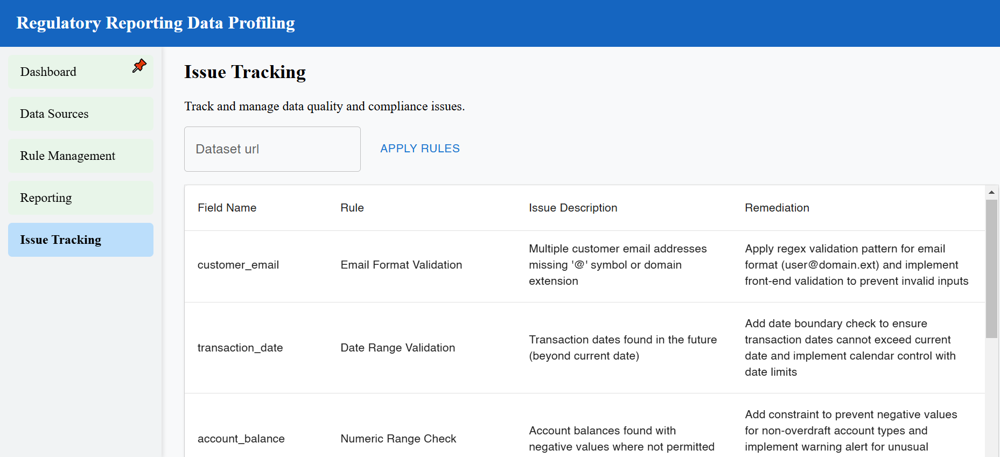 Regulatory Reporting Data Profiling
Dashboard
Data Sources
Rule Management
Reporting
Issue Tracking
Issue Tracking
Track and manage data quality and compliance issues.
Dataset url
APPLY RULES
Field Name
Rule
Issue Description
Remediation
customer_email
Email Format Validation
Multiple customer email addresses
missing '@' symbol or domain
extension
Apply regex validation pattern for email
format (user@domain.ext) and implement
front-end validation to prevent invalid inputs
transaction_date
Date Range Validation
Transaction dates found in the future
(beyond current date)
Add date boundary check to ensure
transaction dates cannot exceed current
date and implement calendar control with
date limits
account_balance
Numeric Range Check
Account balances found with
negative values where not permitted
Add constraint to prevent negative values
for non-overdraft account types and
implement warning alert for unusual